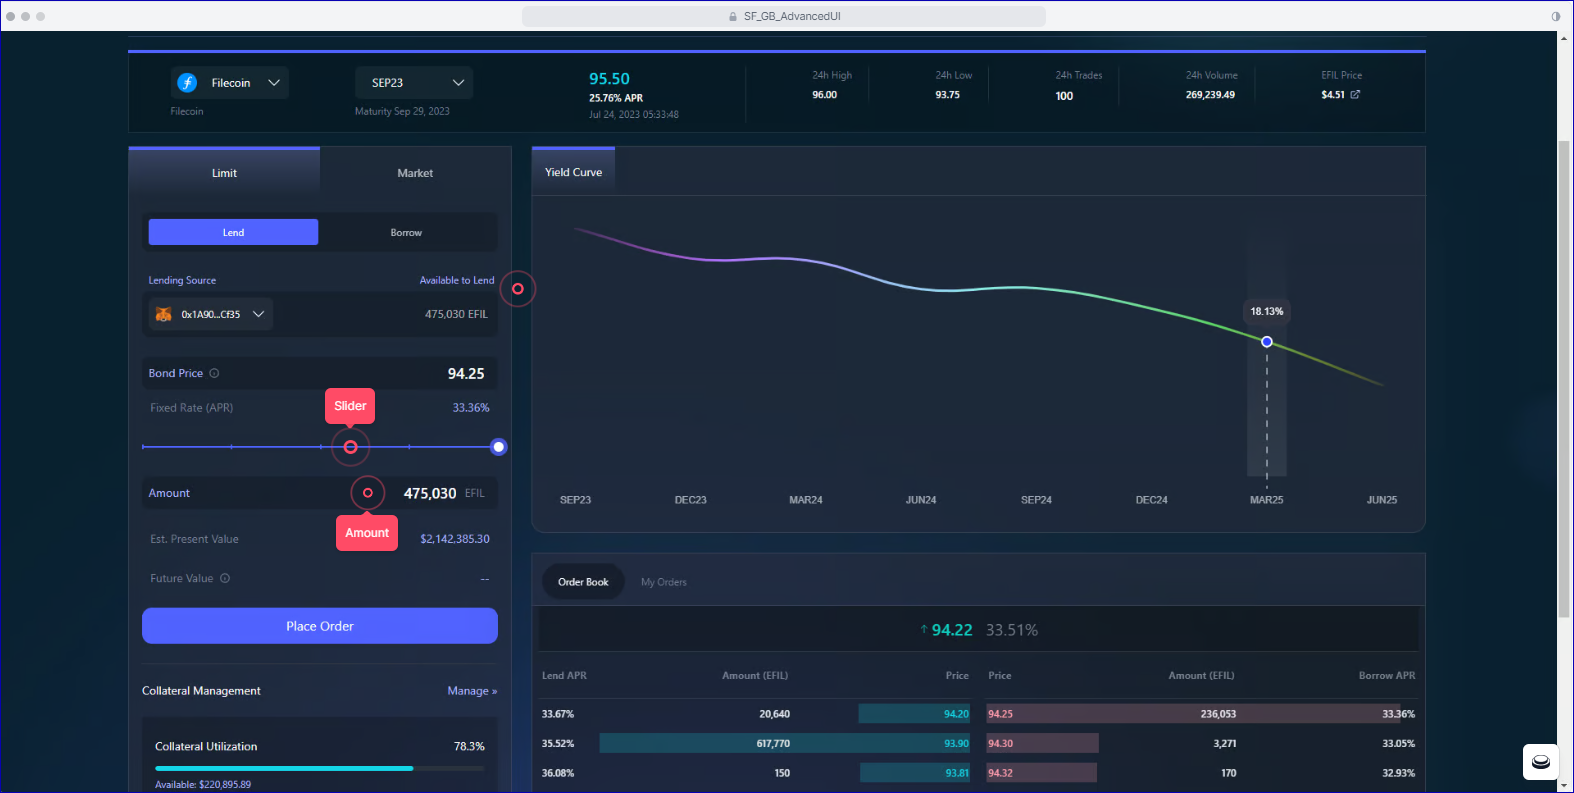 SF_GB_AdvancedUI
Filecoin
Filecoin
SEP23
Maturity Sep 29, 2023
95.50
25.76% APR
Jul 24, 2023 05:33:48
24h High
96.00
24h Low
93.75
24h Trades
100
24h Volume
269,239.49
EFIL Price
$4.51
Limit
Market
Lend
Borrow
Lending Source
Available to Lend
0x1A90...Cf35
475,030 EFIL
Bond Price
94.25
Fixed Rate (APR)
33.36%
Slider
Amount
475,030 EFIL
Amount
Est. Present Value
$2,142,385.30
Future Value
--
Place Order
Collateral Management
Manage »
Collateral Utilization
78.3%
Available: $220,895.89
Yield Curve
18.13%
SEP23 DEC23 MAR24 JUN24 SEP24 DEC24 MAR25 JUN25
Order Book
My Orders
↑ 94.22 33.51%
Lend APR Amount (EFIL) Price Price Amount (EFIL) Borrow APR
33.67% 20,640 94.20 94.25 236,053 33.36%
35.52% 617,770 93.90 94.30 3,271 33.05%
36.08% 150 93.81 94.32 170 32.93%